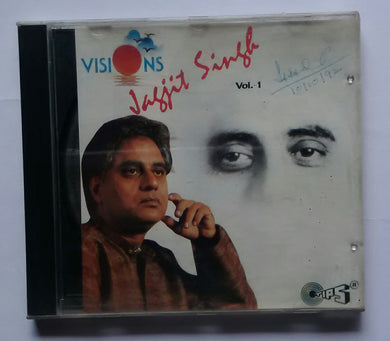 VISIONS
Jagjit Singh
Vol. 1
TIPS®